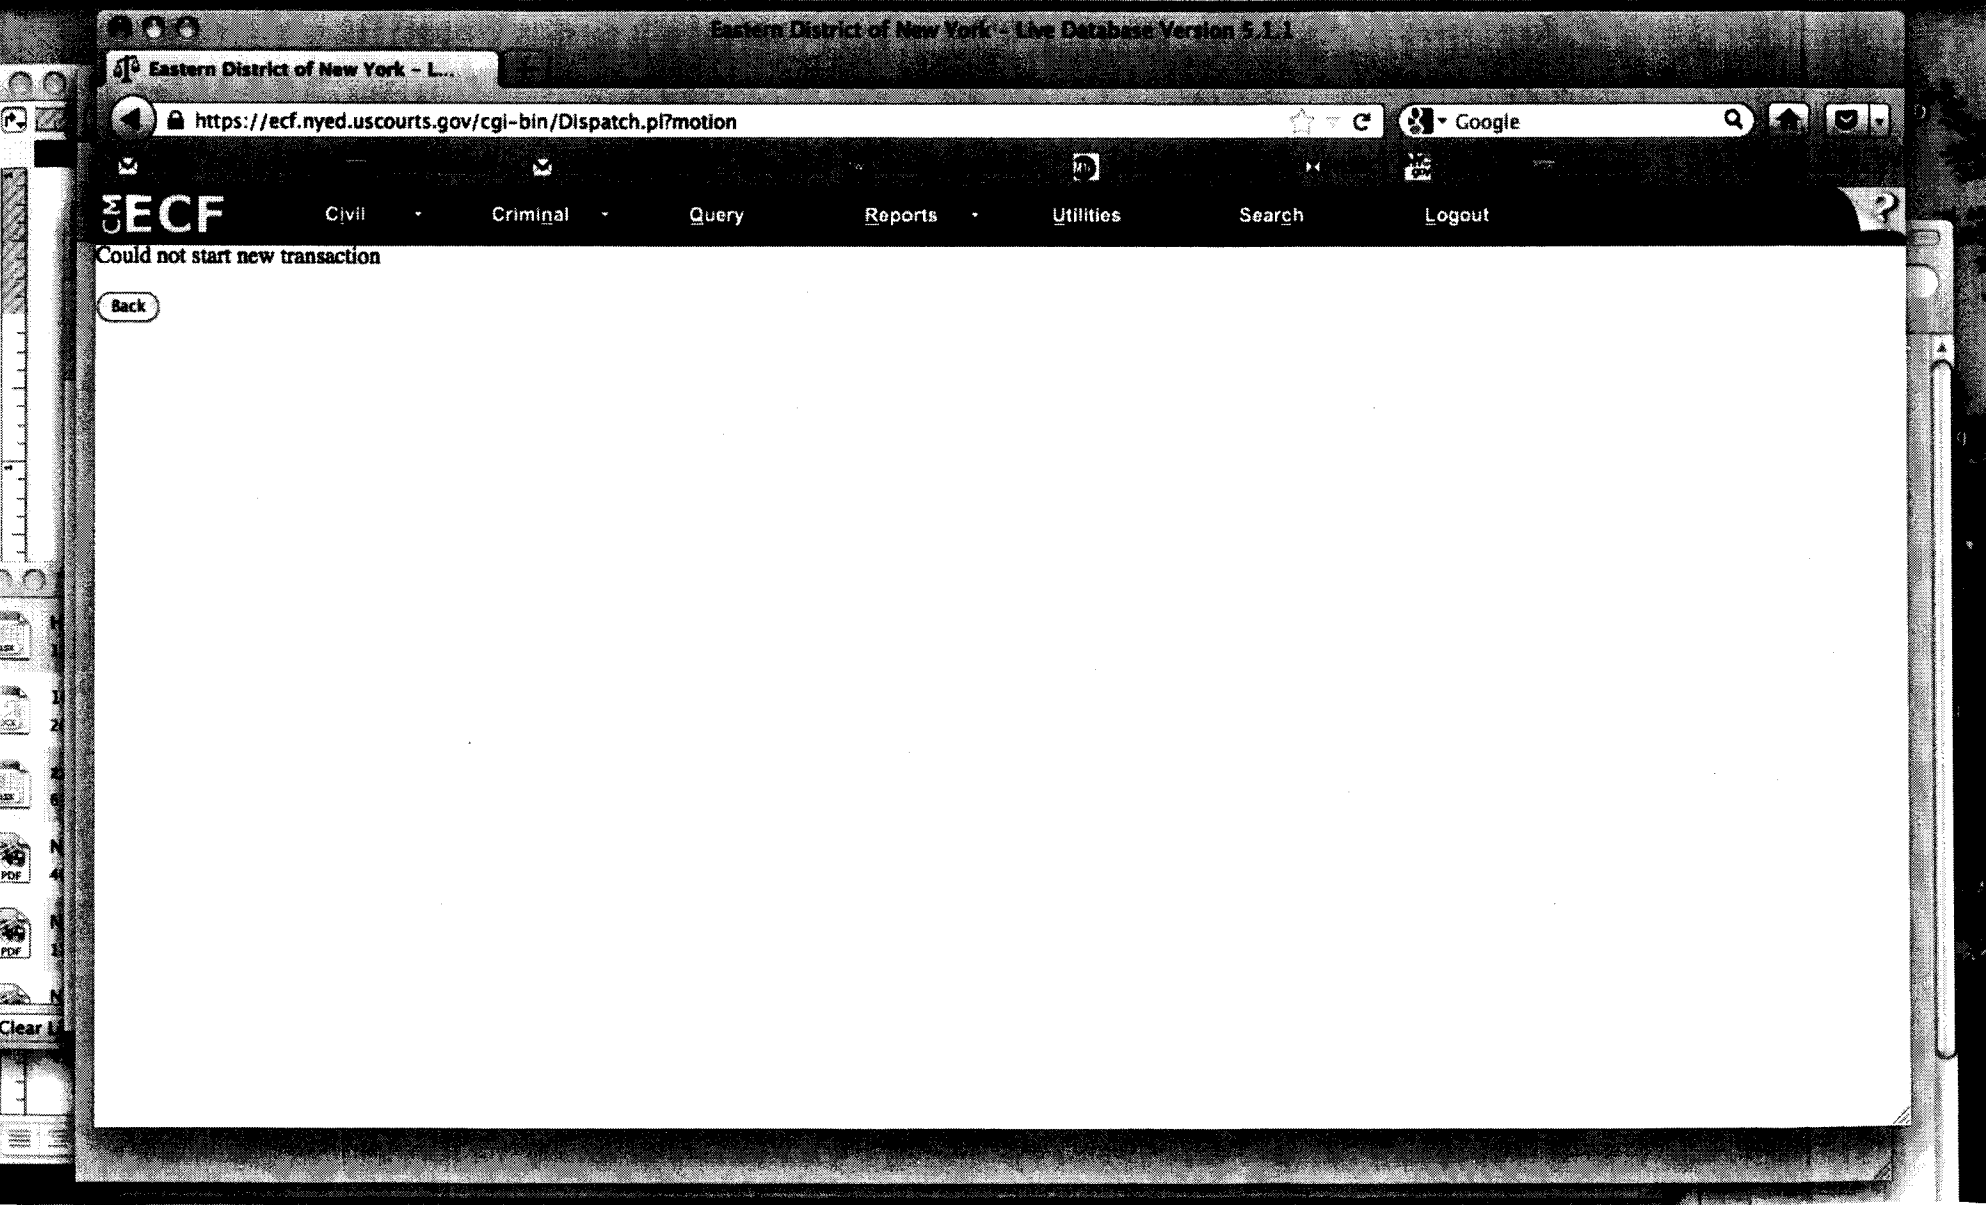 Eastern District of New York - Live Database Version 5.1.1
Eastern District of New York - L...
https://ecf.nyed.uscourts.gov/cgi-bin/Dispatch.pl?motion
Google
CM ECF
Civil
Criminal
Query
Reports
Utilities
Search
Logout
?
Could not start new transaction
Back
PDF
PDF
Clear